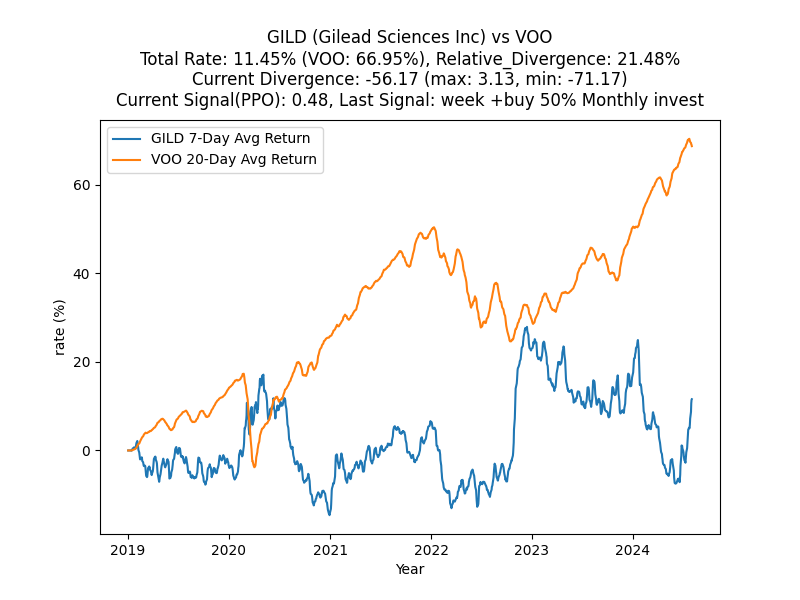 GILD (Gilead Sciences Inc) vs VOO
Total Rate: 11.45% (VOO: 66.95%), Relative_Divergence: 21.48%
Current Divergence: -56.17 (max: 3.13, min: -71.17)
Current Signal(PPO): 0.48, Last Signal: week +buy 50% Monthly invest
GILD 7-Day Avg Return
VOO 20-Day Avg Return
60
40
20
0
rate (%)
2019
2020
2021
2022
2023
2024
Year